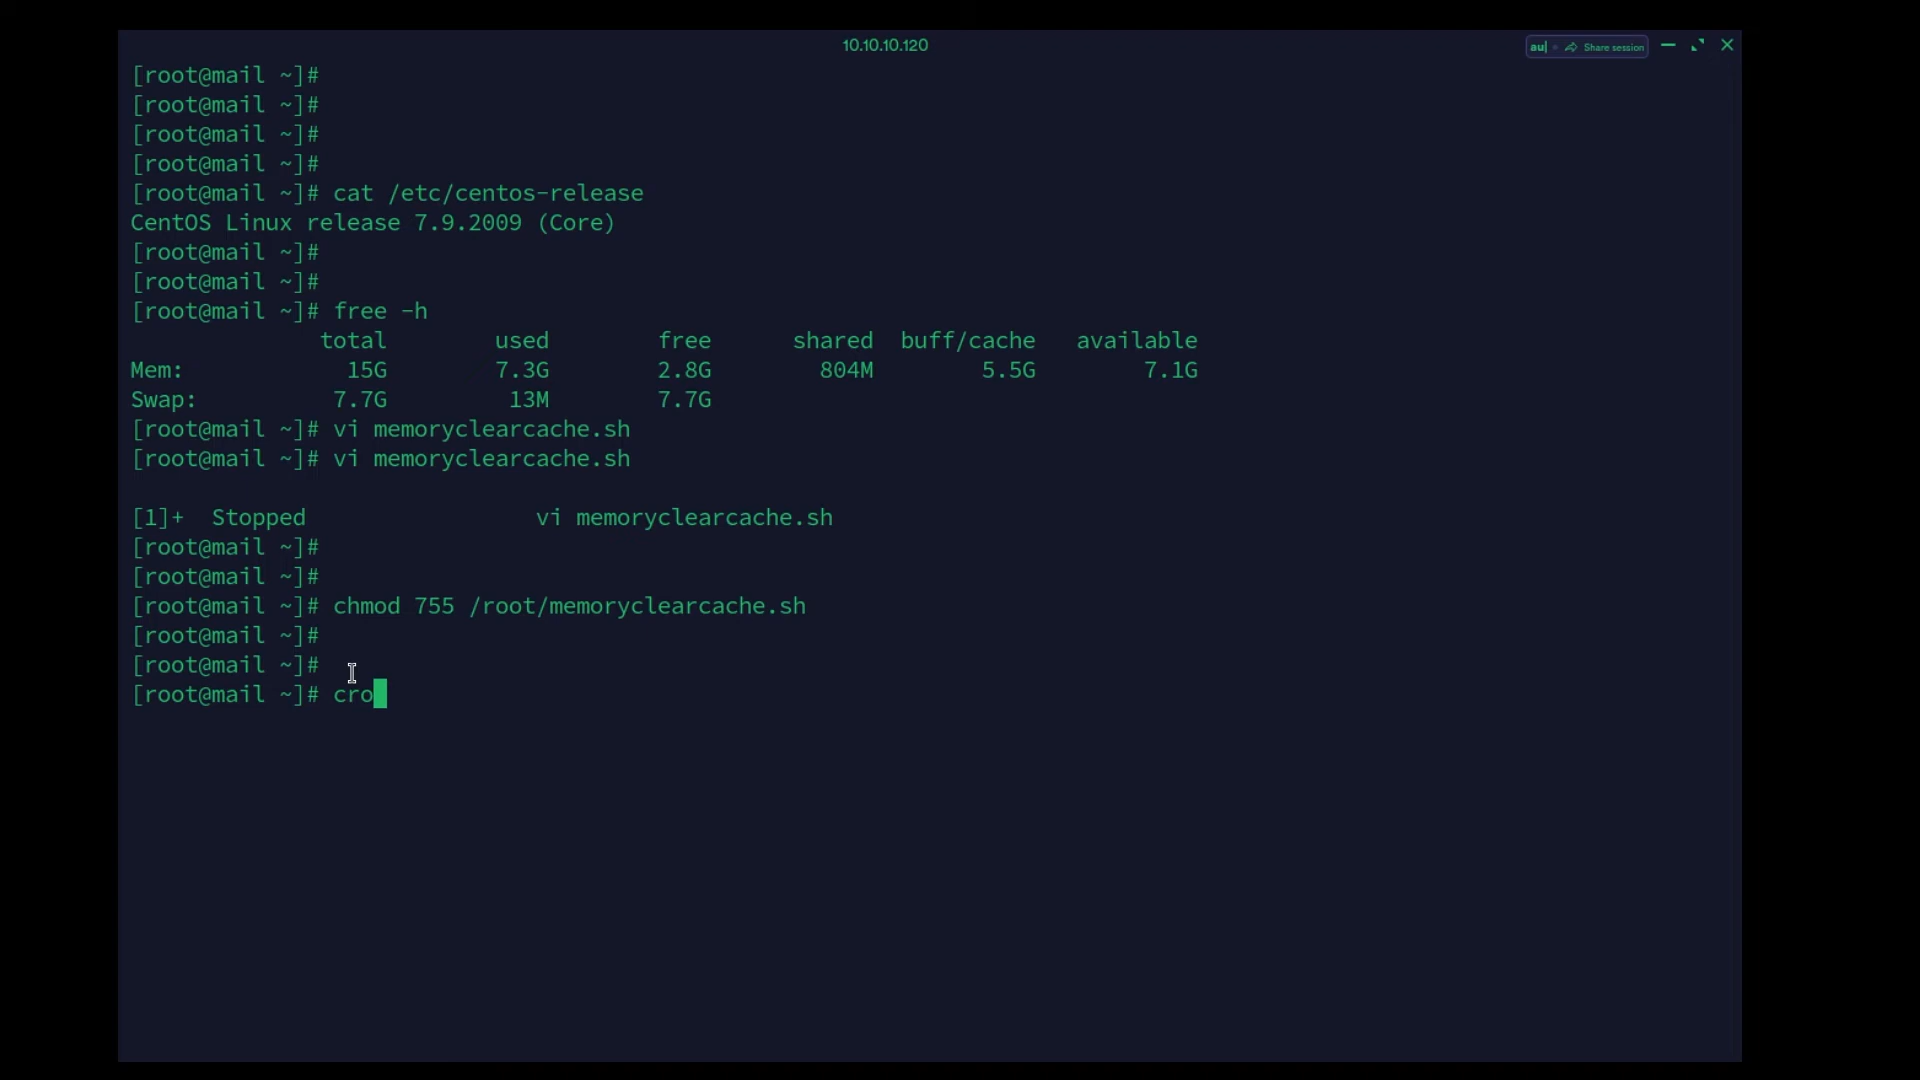 10.10.10.120
au| Share session
[root@mail ~]#
[root@mail ~]#
[root@mail ~]#
[root@mail ~]#
[root@mail ~]# cat /etc/centos-release
CentOS Linux release 7.9.2009 (Core)
[root@mail ~]#
[root@mail ~]#
[root@mail ~]# free -h
total used free shared buff/cache available
Mem: 15G 7.3G 2.8G 804M 5.5G 7.1G
Swap: 7.7G 13M 7.7G
[root@mail ~]# vi memoryclearcache.sh
[root@mail ~]# vi memoryclearcache.sh
[1]+ Stopped vi memoryclearcache.sh
[root@mail ~]#
[root@mail ~]#
[root@mail ~]# chmod 755 /root/memoryclearcache.sh
[root@mail ~]#
[root@mail ~]#
[root@mail ~]# cro